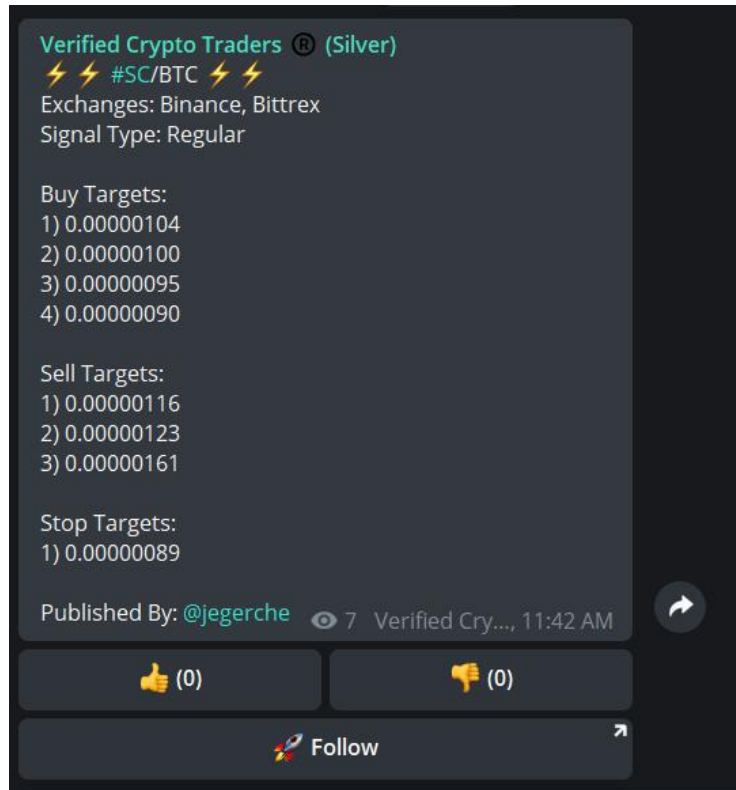 Verified Crypto Traders ® (Silver)
⚡⚡ #SC/BTC ⚡⚡
Exchanges: Binance, Bittrex
Signal Type: Regular
Buy Targets:
1) 0.00000104
2) 0.00000100
3) 0.00000095
4) 0.00000090
Sell Targets:
1) 0.00000116
2) 0.00000123
3) 0.00000161
Stop Targets:
1) 0.00000089
Published By: @jegerche 7 Verified Cry..., 11:42 AM
👍 (0) 👎 (0)
🚀 Follow